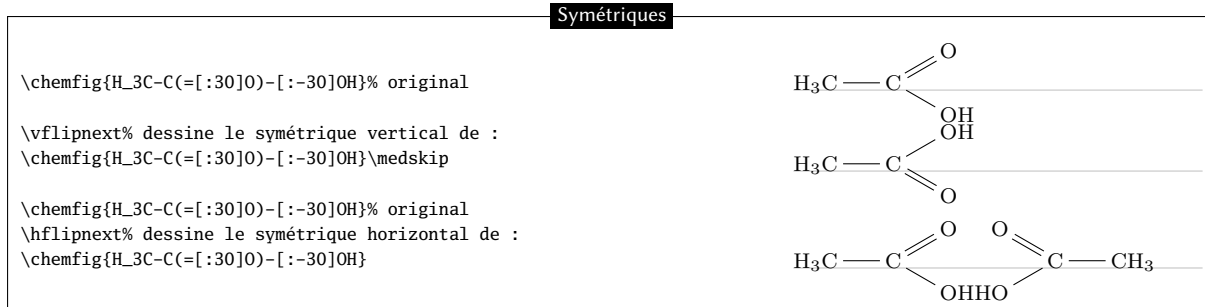 Symétriques
\chemfig{H_3C-C(=[:30]O)-[:-30]OH}% original
\vflipnext% dessine le symétrique vertical de :
\chemfig{H_3C-C(=[:30]O)-[:-30]OH}\medskip
\chemfig{H_3C-C(=[:30]O)-[:-30]OH}% original
\hflipnext% dessine le symétrique horizontal de :
\chemfig{H_3C-C(=[:30]O)-[:-30]OH}
O
H₃C C
OH
OH
H₃C C
O
O O
H₃C C C CH₃
OHHO